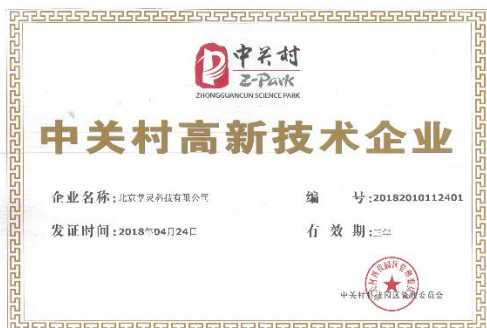 中关村
Z-Park
ZHONGGUANCUN SCIENCE PARK
中关村高新技术企业
企业名称:北京学灵科技有限公司
编 号:20182010112401
发证时间:2018年04月24日
有 效 期:三年
中关村科技园区管理委员会